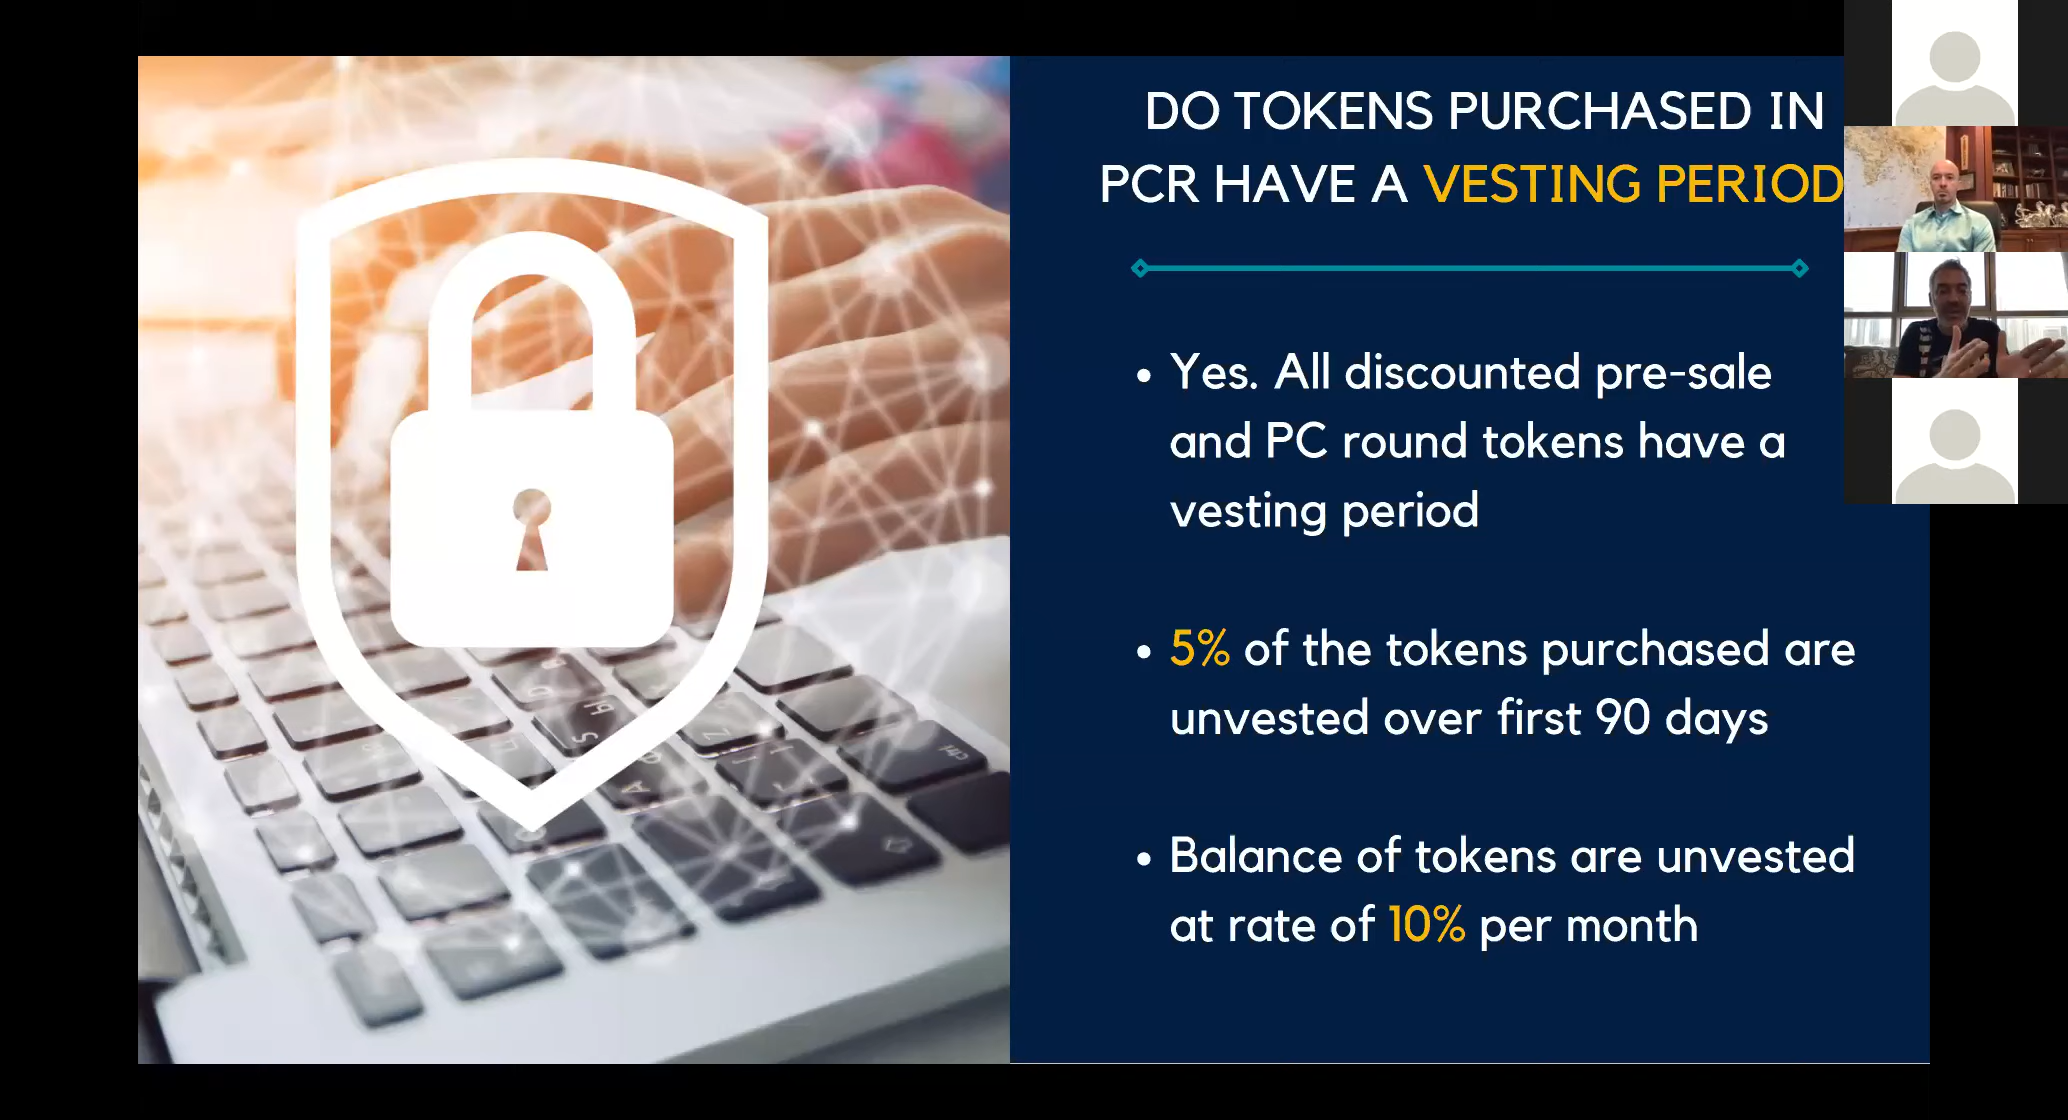 DO TOKENS PURCHASED IN
PCR HAVE A VESTING PERIOD
• Yes. All discounted pre-sale
and PC round tokens have a
vesting period
• 5% of the tokens purchased are
unvested over first 90 days
• Balance of tokens are unvested
at rate of 10% per month